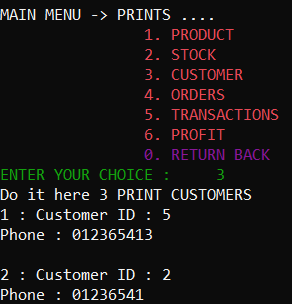 MAIN MENU -> PRINTS ....
1. PRODUCT
2. STOCK
3. CUSTOMER
4. ORDERS
5. TRANSACTIONS
6. PROFIT
0. RETURN BACK
ENTER YOUR CHOICE : 3
Do it here 3 PRINT CUSTOMERS
1 : Customer ID : 5
Phone : 012365413
2 : Customer ID : 2
Phone : 01236541